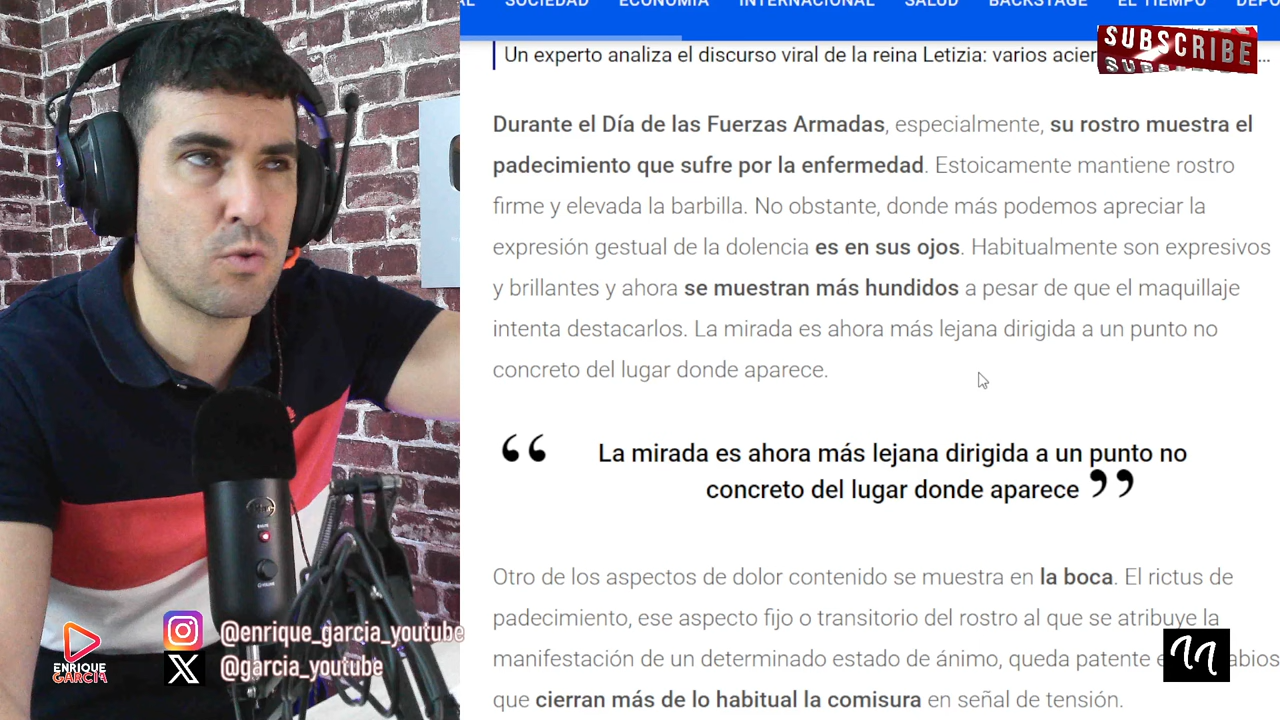 SOCIEDAD ECONOMÍA INTERNACIONAL SALUD BACKSTAGE EL TIEMPO
SUBSCRIBE
Un experto analiza el discurso viral de la reina Letizia: varios
Durante el Día de las Fuerzas Armadas, especialmente, su rostro muestra el
padecimiento que sufre por la enfermedad. Estoicamente mantiene rostro
firme y elevada la barbilla. No obstante, donde más podemos apreciar la
expresión gestual de la dolencia es en sus ojos. Habitualmente son expresivos
y brillantes y ahora se muestran más hundidos a pesar de que el maquillaje
intenta destacarlos. La mirada es ahora más lejana dirigida a un punto no
concreto del lugar donde aparece.
“ La mirada es ahora más lejana dirigida a un punto no
concreto del lugar donde aparece ”
Otro de los aspectos de dolor contenido se muestra en la boca. El rictus de
padecimiento, ese aspecto fijo o transitorio del rostro al que se atribuye la
manifestación de un determinado estado de ánimo, queda patente
que cierran más de lo habitual la comisura en señal de tensión.
@enrique_garcia_youtube
@garcia_youtube
ENRIQUE
GARCIA